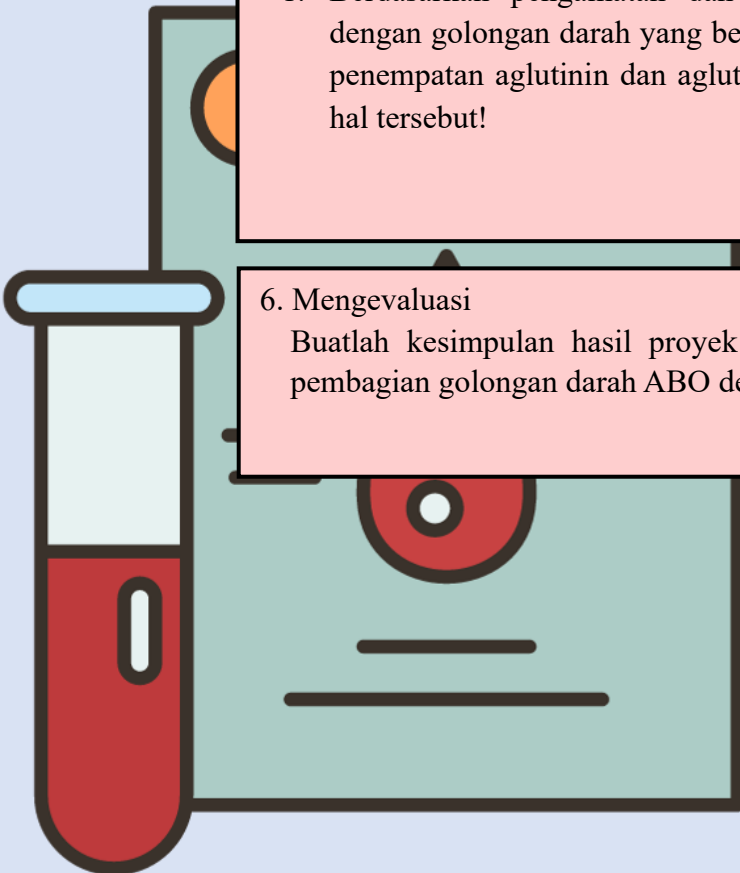 dengan golongan darah yang be
penempatan aglutinin dan aglut
hal tersebut!
6. Mengevaluasi
Buatlah kesimpulan hasil proyek
pembagian golongan darah ABO de